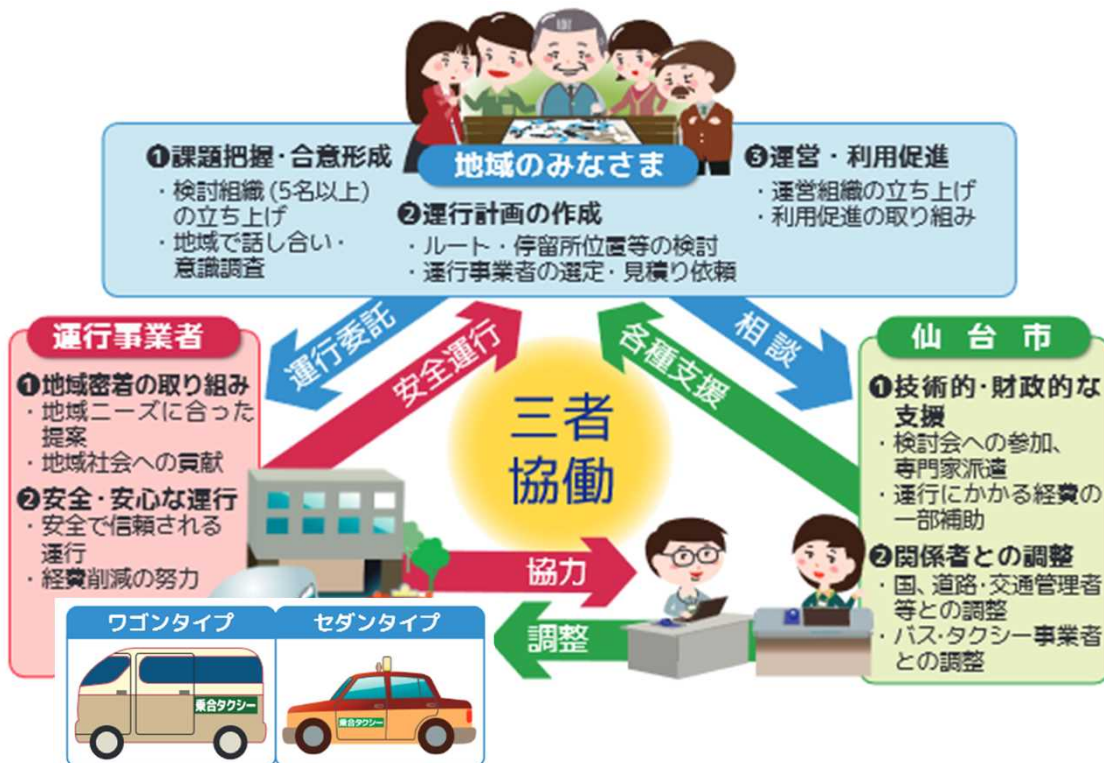 地域のみなさま
❶課題把握・合意形成
・検討組織(5名以上)
の立ち上げ
・地域で話し合い・
意識調査
❷運行計画の作成
・ルート・停留所位置等の検討
・運行事業者の選定・見積り依頼
❸運営・利用促進
・運営組織の立ち上げ
・利用促進の取り組み
運行委託
安全運行
各種支援
相談
運行事業者
❶地域密着の取り組み
・地域ニーズに合った
提案
・地域社会への貢献
❷安全・安心な運行
・安全で信頼される
運行
・経費削減の努力
三者
協働
協力
調整
仙台市
❶技術的・財政的な
支援
・検討会への参加、
専門家派遣
・運行にかかる経費の
一部補助
❷関係者との調整
・国、道路・交通管理者
等との調整
・バス・タクシー事業者
との調整
ワゴンタイプ
乗合タクシー
セダンタイプ
乗合タクシー